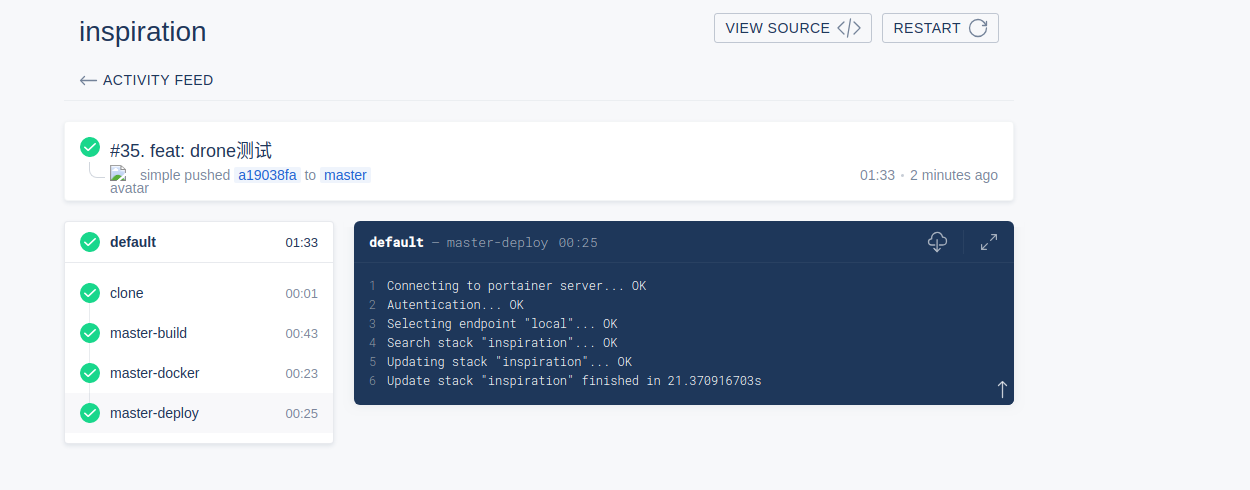 inspiration
VIEW SOURCE </>
RESTART
ACTIVITY FEED
#35. feat: drone测试
simple pushed a19038fa to master
avatar
01:33 • 2 minutes ago
default 01:33
clone 00:01
master-build 00:43
master-docker 00:23
master-deploy 00:25
default — master-deploy 00:25
1 Connecting to portainer server... OK
2 Autentication... OK
3 Selecting endpoint "local"... OK
4 Search stack "inspiration"... OK
5 Updating stack "inspiration"... OK
6 Update stack "inspiration" finished in 21.370916703s